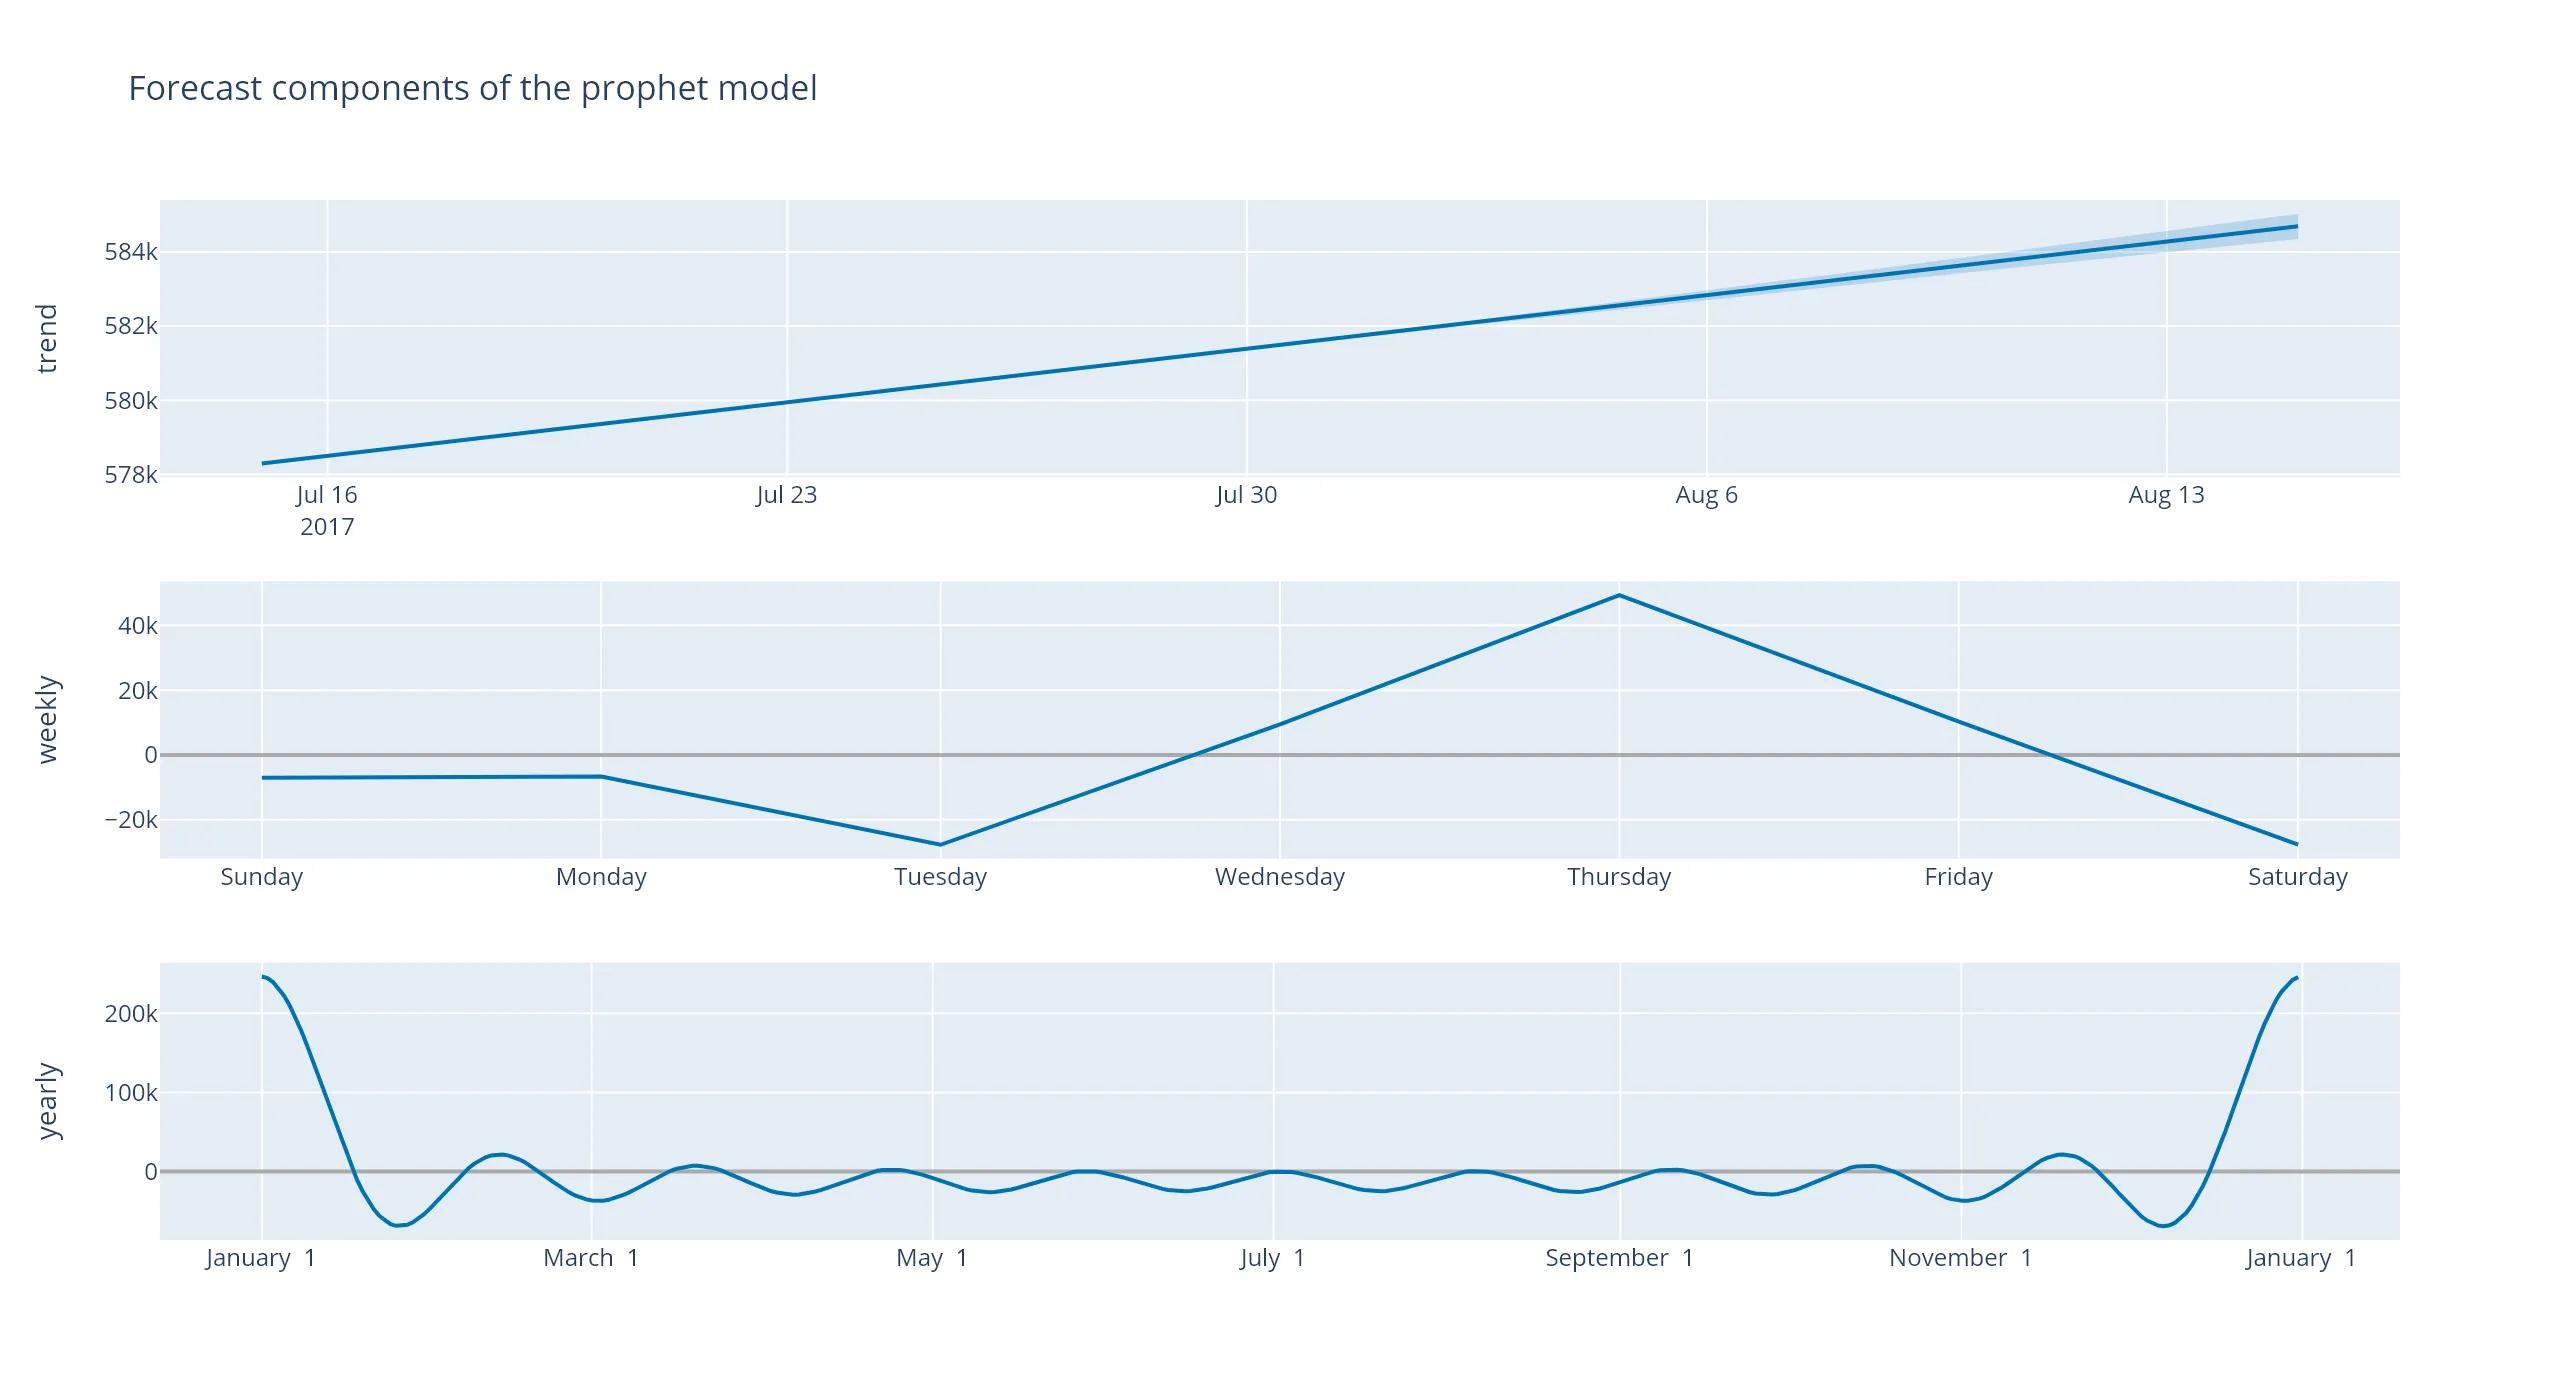 Forecast components of the prophet model
trend
584k
582k
580k
578k
Jul 16 Jul 23 Jul 30 Aug 6 Aug 13
2017
weekly
40k
20k
0
−20k
Sunday Monday Tuesday Wednesday Thursday Friday Saturday
yearly
200k
100k
0
January 1 March 1 May 1 July 1 September 1 November 1 January 1